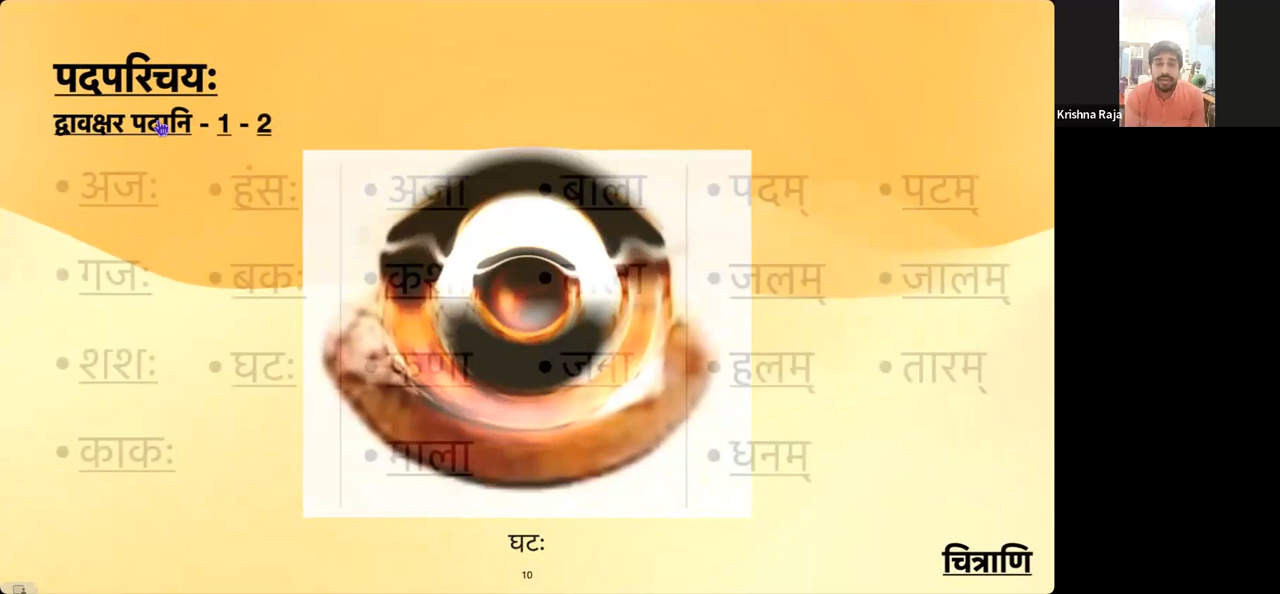 पदपरिचयः
द्वावक्षर पदानि - 1 - 2
• अजः • हंसः • अजा • बाला • पदम् • पटम्
• गजः • बकः • जलम् • जालम्
• शशः • घटः • हलम् • तारम्
• काकः • माला • धनम्
घटः
10
चित्राणि
Krishna Raja